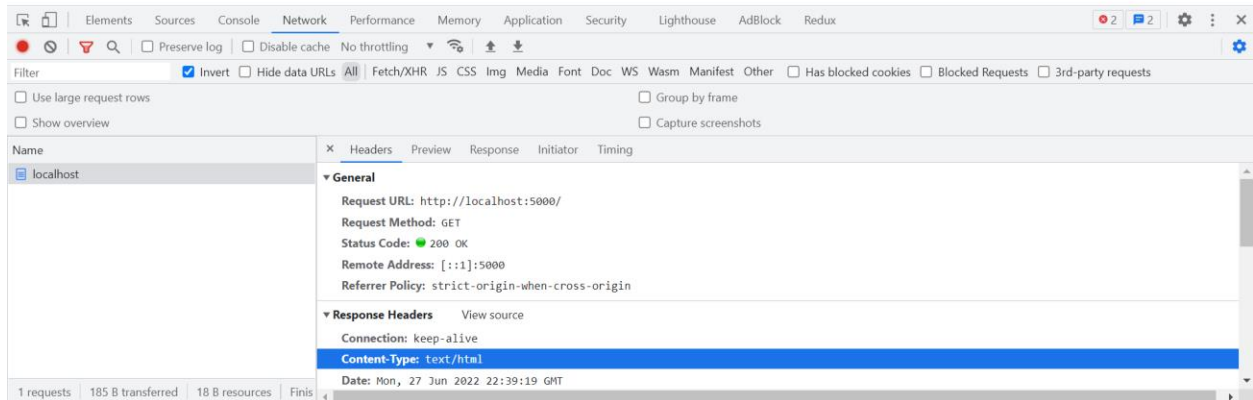 Elements Sources Console Network Performance Memory Application Security Lighthouse AdBlock Redux 2 2
Preserve log Disable cache No throttling
Filter Invert Hide data URLs All Fetch/XHR JS CSS Img Media Font Doc WS Wasm Manifest Other Has blocked cookies Blocked Requests 3rd-party requests
Use large request rows Group by frame
Show overview Capture screenshots
Name Headers Preview Response Initiator Timing
localhost
General
Request URL: http://localhost:5000/
Request Method: GET
Status Code: 200 OK
Remote Address: [::1]:5000
Referrer Policy: strict-origin-when-cross-origin
Response Headers View source
Connection: keep-alive
Content-Type: text/html
Date: Mon, 27 Jun 2022 22:39:19 GMT
1 requests 185 B transferred 18 B resources Finis